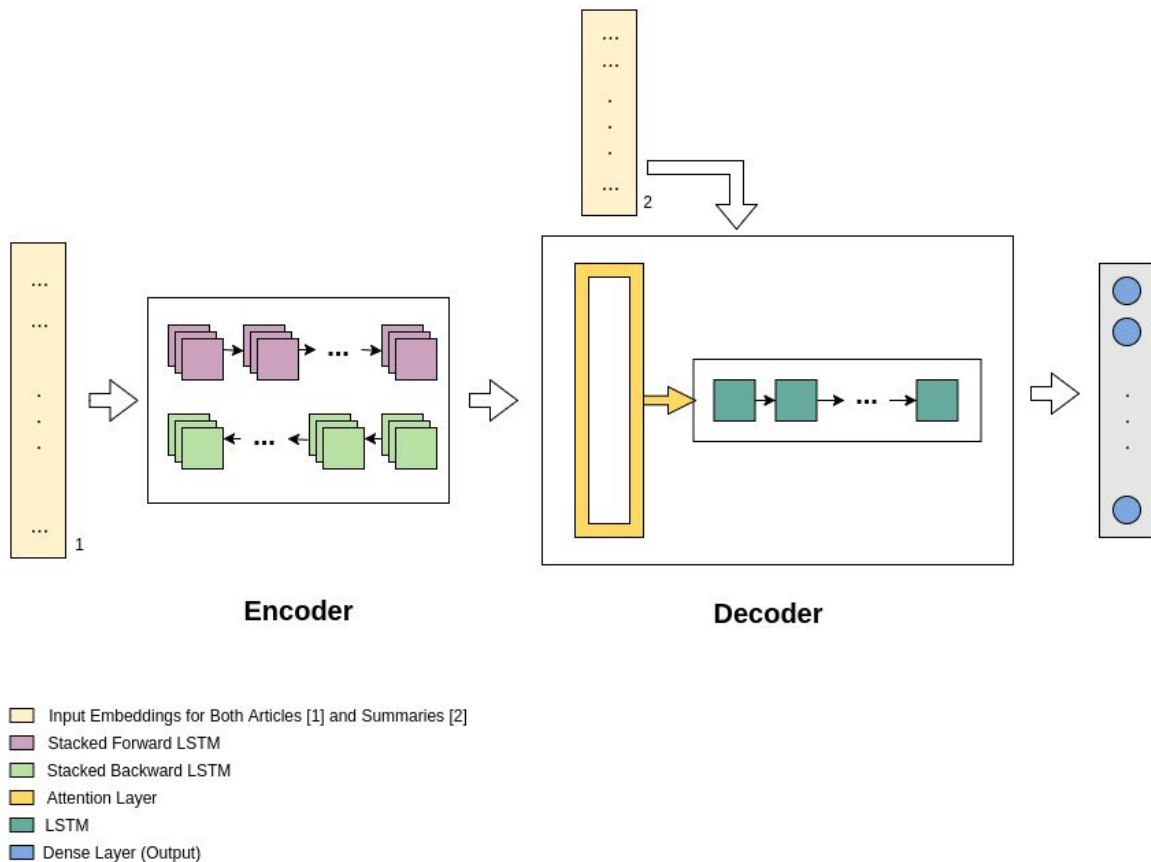 ...
...
.
.
.
...
2
...
...
.
.
.
...
1
...
...
...
.
.
.
Encoder
Decoder
Input Embeddings for Both Articles [1] and Summaries [2]
Stacked Forward LSTM
Stacked Backward LSTM
Attention Layer
LSTM
Dense Layer (Output)